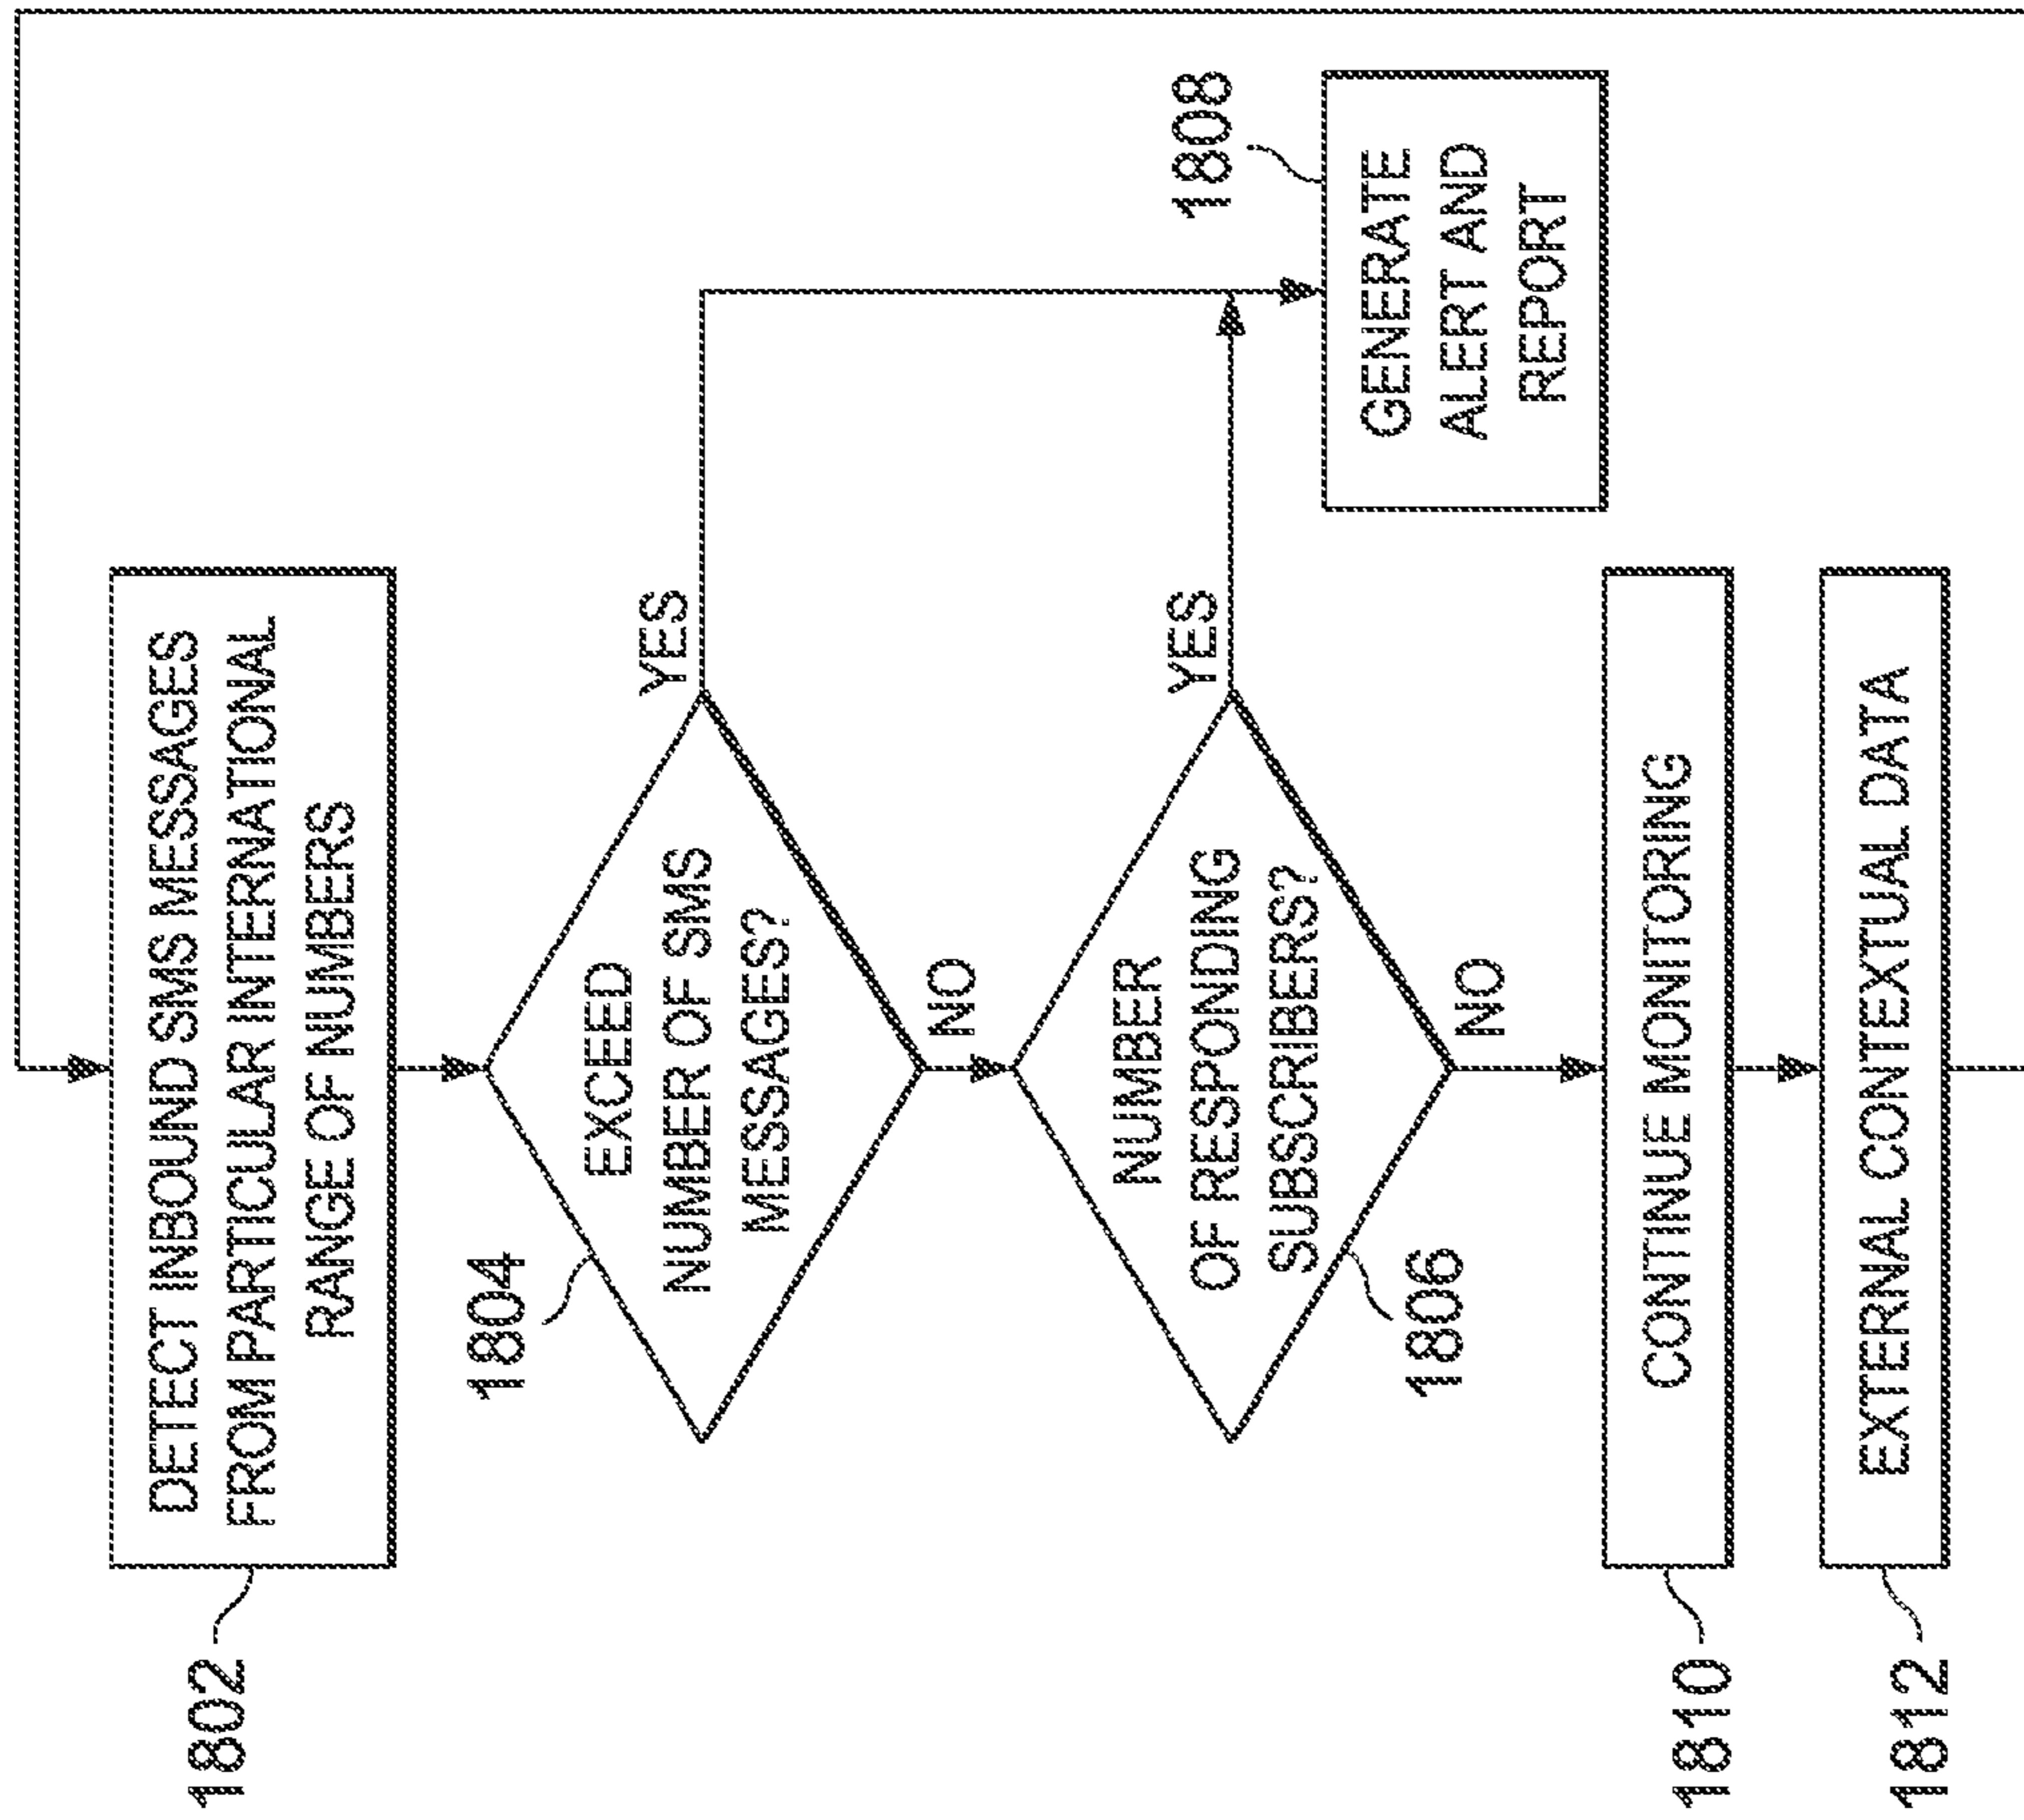 1802
DETECT INBOUND SMS MESSAGES
FROM PARTICULAR INTERNATIONAL
RANGE OF NUMBERS
1804
EXCEED
NUMBER OF SMS
MESSAGES?
YES
NO
1806
NUMBER
OF RESPONDING
SUBSCRIBERS?
YES
NO
1808
GENERATE
ALERT AND
REPORT
1810
CONTINUE MONITORING
1812
EXTERNAL CONTEXTUAL DATA